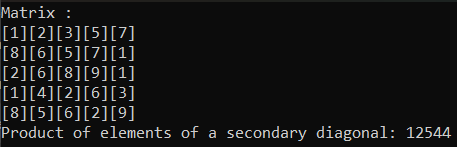 Matrix :
[1][2][3][5][7]
[8][6][5][7][1]
[2][6][8][9][1]
[1][4][2][6][3]
[8][5][6][2][9]
Product of elements of a secondary diagonal: 12544